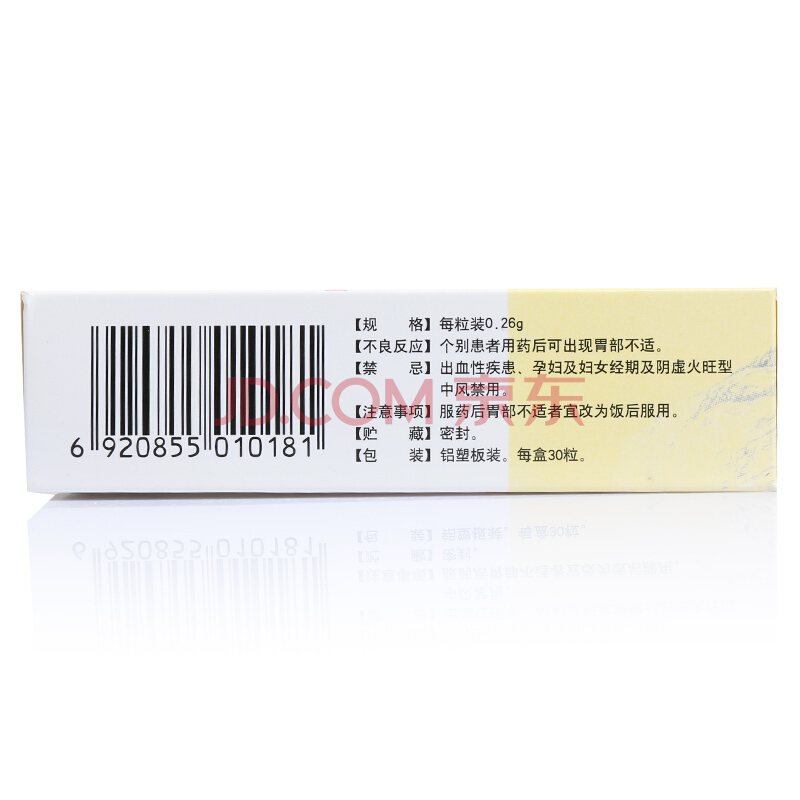 【规　　格】每粒装0.26g
【不良反应】个别患者用药后可出现胃部不适。
【禁　　忌】出血性疾患、孕妇及妇女经期及阴虚火旺型
中风禁用。
【注意事项】服药后胃部不适者宜改为饭后服用。
【贮　　藏】密封。
【包　　装】铝塑板装。每盒30粒。
6 920855 010181
JD.COM 京东